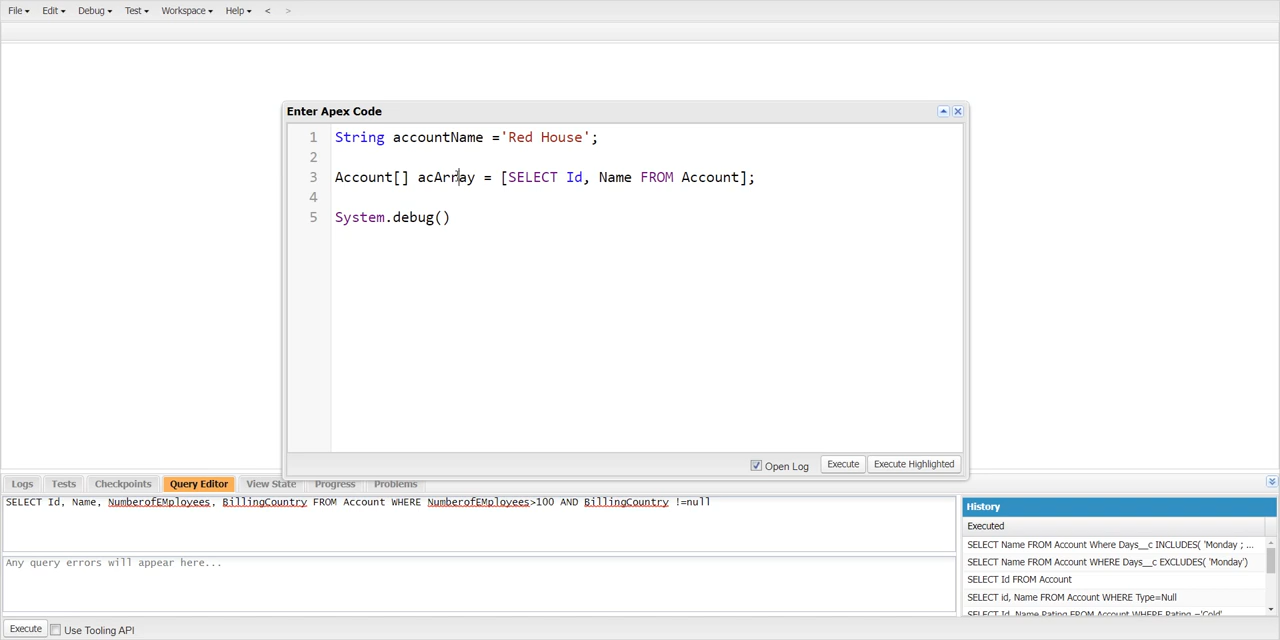 File Edit Debug Test Workspace Help < >
Enter Apex Code
1 String accountName ='Red House';
2
3 Account[] acArray = [SELECT Id, Name FROM Account];
4
5 System.debug()
Open Log Execute Execute Highlighted
Logs Tests Checkpoints Query Editor View State Progress Problems
SELECT Id, Name, NumberofEMployees, BillingCountry FROM Account WHERE NumberofEMployees>100 AND BillingCountry !=null
Any query errors will appear here...
History
Executed
SELECT Name FROM Account Where Days__c INCLUDES( 'Monday ; ...
SELECT Name FROM Account WHERE Days__c EXCLUDES( 'Monday')
SELECT Id FROM Account
SELECT id, Name FROM Account WHERE Type=Null
SELECT Id, Name Rating FROM Account WHERE Rating ='Cold'
Execute Use Tooling API